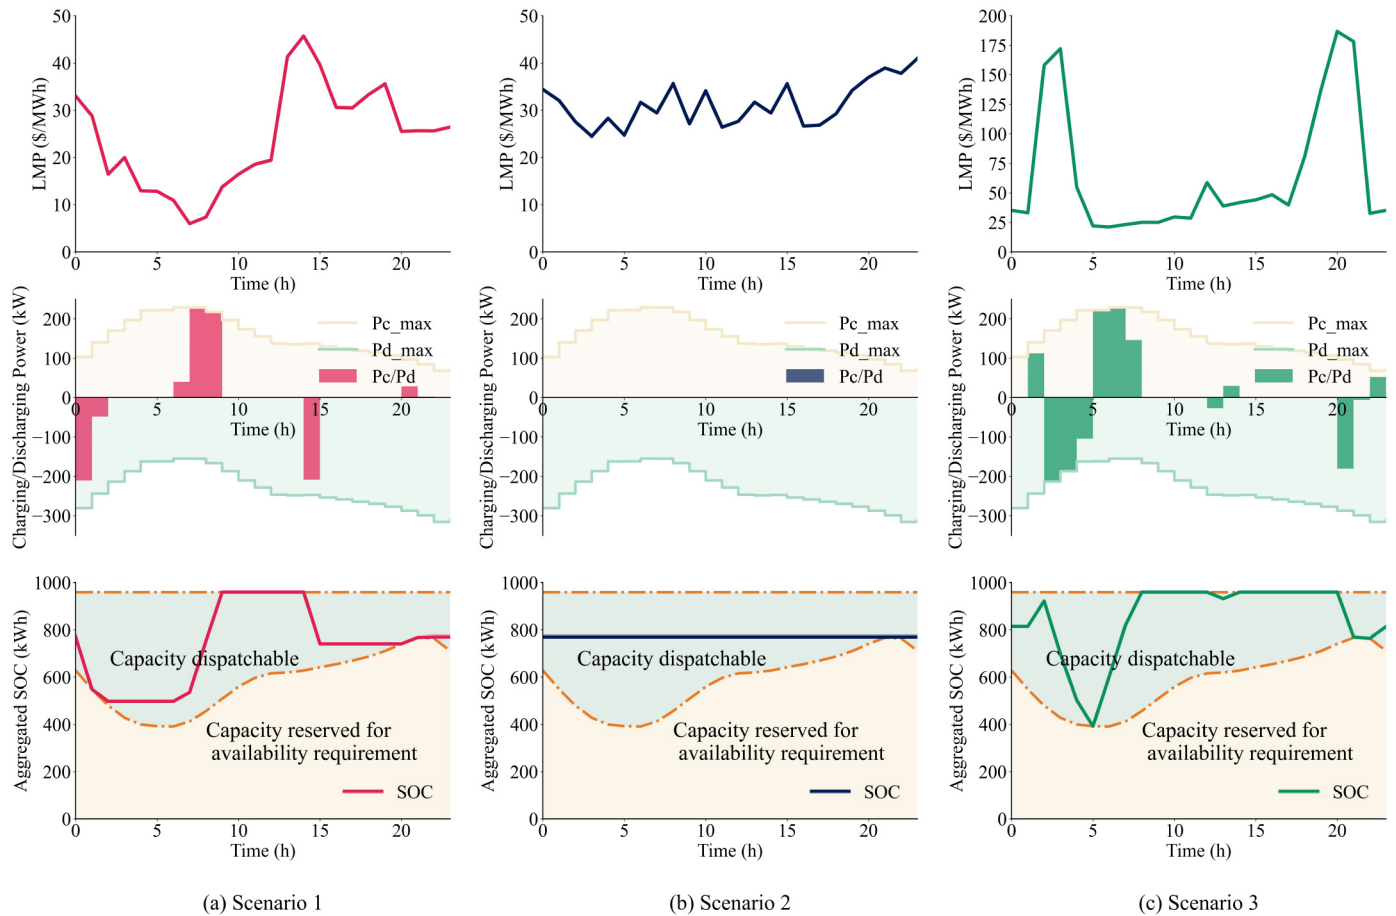 50
40
30
20
10
0
LMP ($/MWh)
0 5 10 15 20
Time (h)
50
40
30
20
10
0
LMP ($/MWh)
0 5 10 15 20
Time (h)
200
175
150
125
100
75
50
25
0
LMP ($/MWh)
0 5 10 15 20
Time (h)
200
100
0
−100
−200
−300
Charging/Discharging Power (kW)
Pc_max
Pd_max
Pc/Pd
0 5 10 15 20
Time (h)
200
100
0
−100
−200
−300
Charging/Discharging Power (kW)
Pc_max
Pd_max
Pc/Pd
0 5 10 15 20
Time (h)
200
100
0
−100
−200
−300
Charging/Discharging Power (kW)
Pc_max
Pd_max
Pc/Pd
0 5 10 15 20
Time (h)
1000
800
600
400
200
0
Aggregated SOC (kWh)
Capacity dispatchable
Capacity reserved for
availability requirement
SOC
0 5 10 15 20
Time (h)
1000
800
600
400
200
0
Aggregated SOC (kWh)
Capacity dispatchable
Capacity reserved for
availability requirement
SOC
0 5 10 15 20
Time (h)
1000
800
600
400
200
0
Aggregated SOC (kWh)
Capacity dispatchable
Capacity reserved for
availability requirement
SOC
0 5 10 15 20
Time (h)
(a) Scenario 1
(b) Scenario 2
(c) Scenario 3